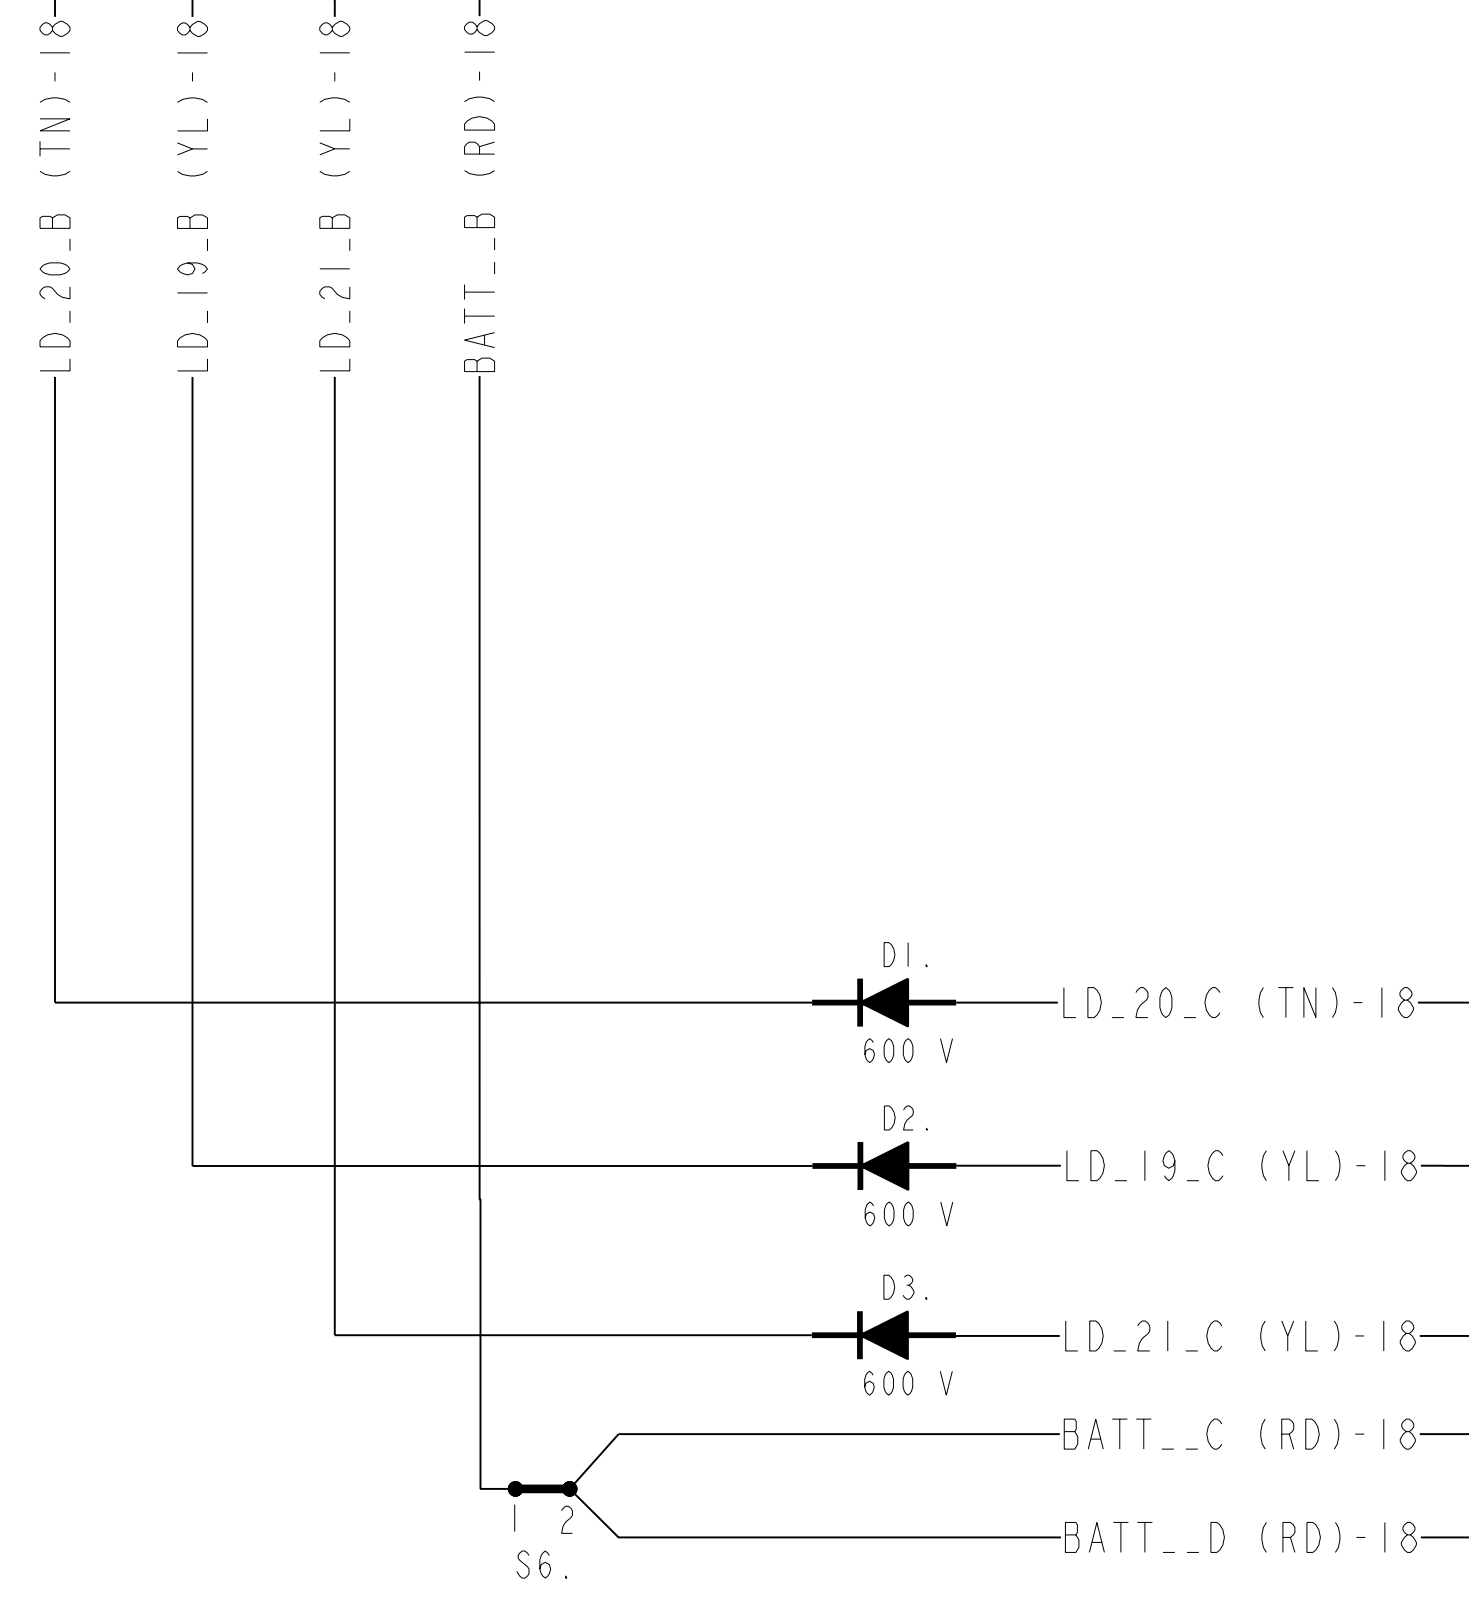 LD_20_B (TN)-18
LD_19_B (YL)-18
LD_21_B (YL)-18
BATT__B (RD)-18
D1.
LD_20_C (TN)-18
600 V
D2.
LD_19_C (YL)-18
600 V
D3.
LD_21_C (YL)-18
600 V
BATT__C (RD)-18
1 2
BATT__D (RD)-18
S6.